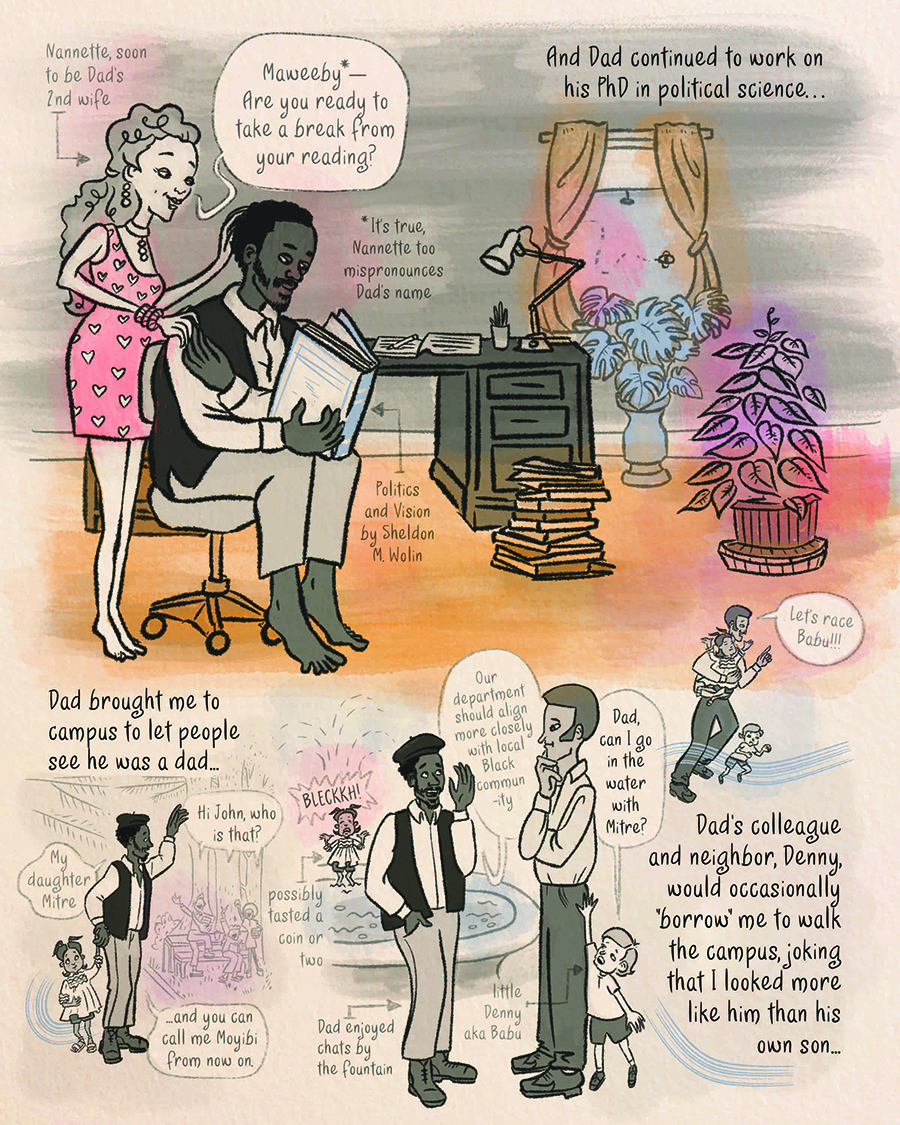 Nannette, soon
to be Dad's
2nd wife
Maweeby*—
Are you ready to
take a break from
your reading?
And Dad continued to work on
his PhD in political science...
*It's true,
Nannette too
mispronounces
Dad's name
Politics
and Vision
by Sheldon
M. Wolin
Let's race
Babu!!!
Dad brought me to
campus to let people
see he was a dad...
Hi John, who
is that?
My
daughter
Mitre
...and you can
call me Moyibi
from now on.
BLECKKH!
possibly
tasted a
coin or
two
Our
department
should align
more closely
with local
Black
commun
-ity
Dad,
can I go
in the
water
with
Mitre?
Dad enjoyed
chats by
the fountain
little
Denny
aka Babu
Dad's colleague
and neighbor, Denny,
would occasionally
"borrow" me to walk
the campus, joking
that I looked more
like him than his
own son...